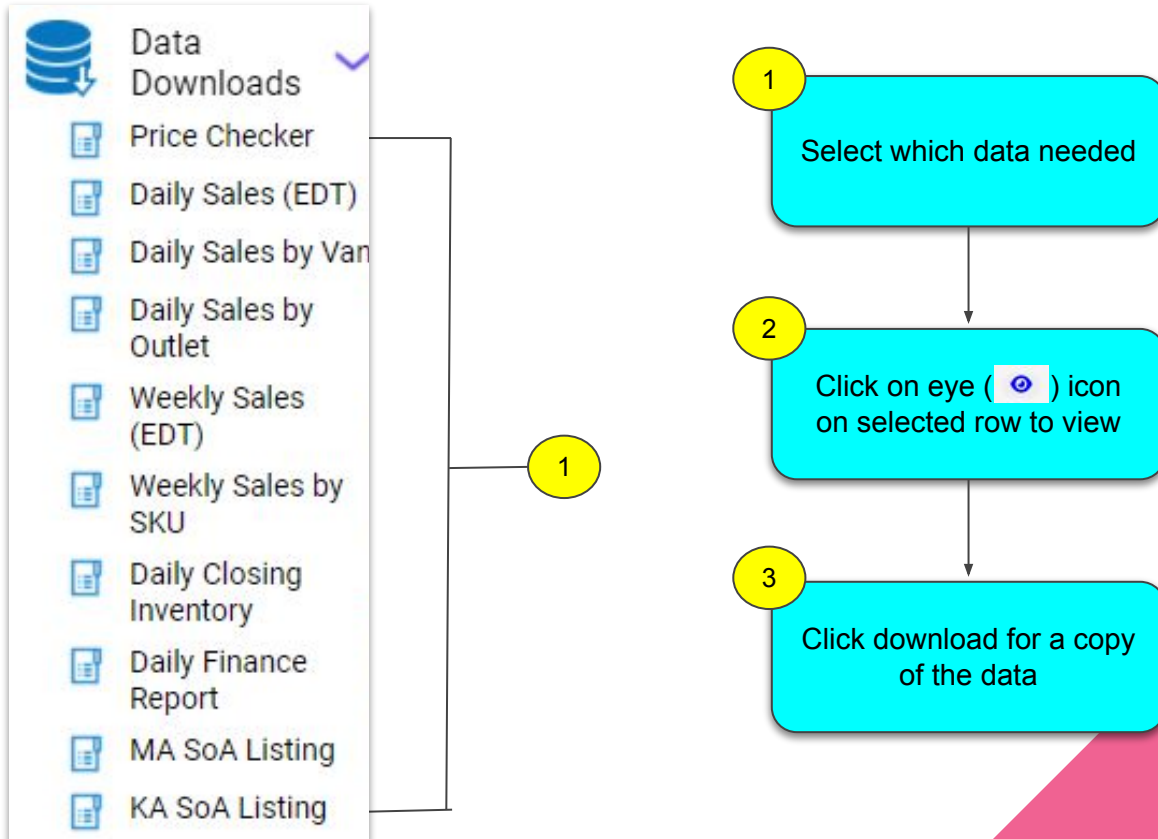 Data
Downloads
Price Checker
Daily Sales (EDT)
Daily Sales by Van
Daily Sales by
Outlet
Weekly Sales
(EDT)
Weekly Sales by
SKU
Daily Closing
Inventory
Daily Finance
Report
MA SoA Listing
KA SoA Listing
1
1
Select which data needed
2
Click on eye ( ) icon
on selected row to view
3
Click download for a copy
of the data